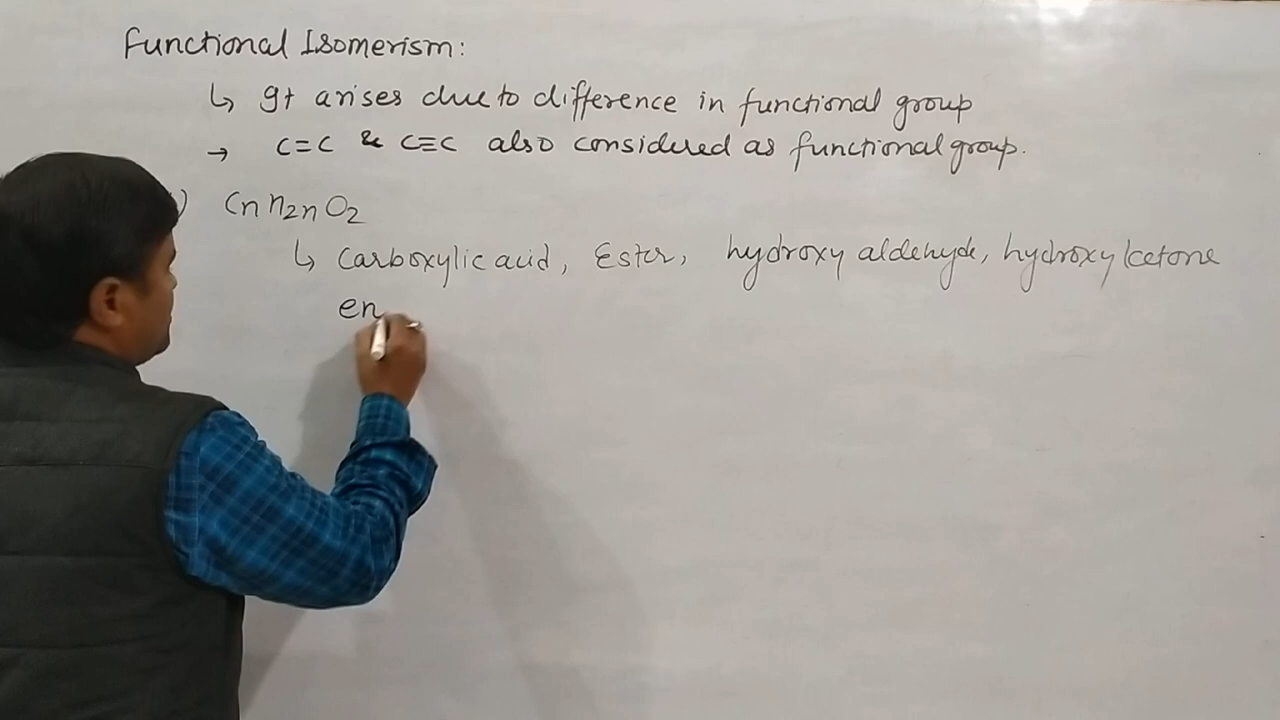 Functional Isomerism:
↳ It arises due to difference in functional group
→ C=C & C≡C also considered as functional group.
) CnH2nO2
↳ Carboxylic acid, Ester, hydroxy aldehyde, hydroxy ketone
en